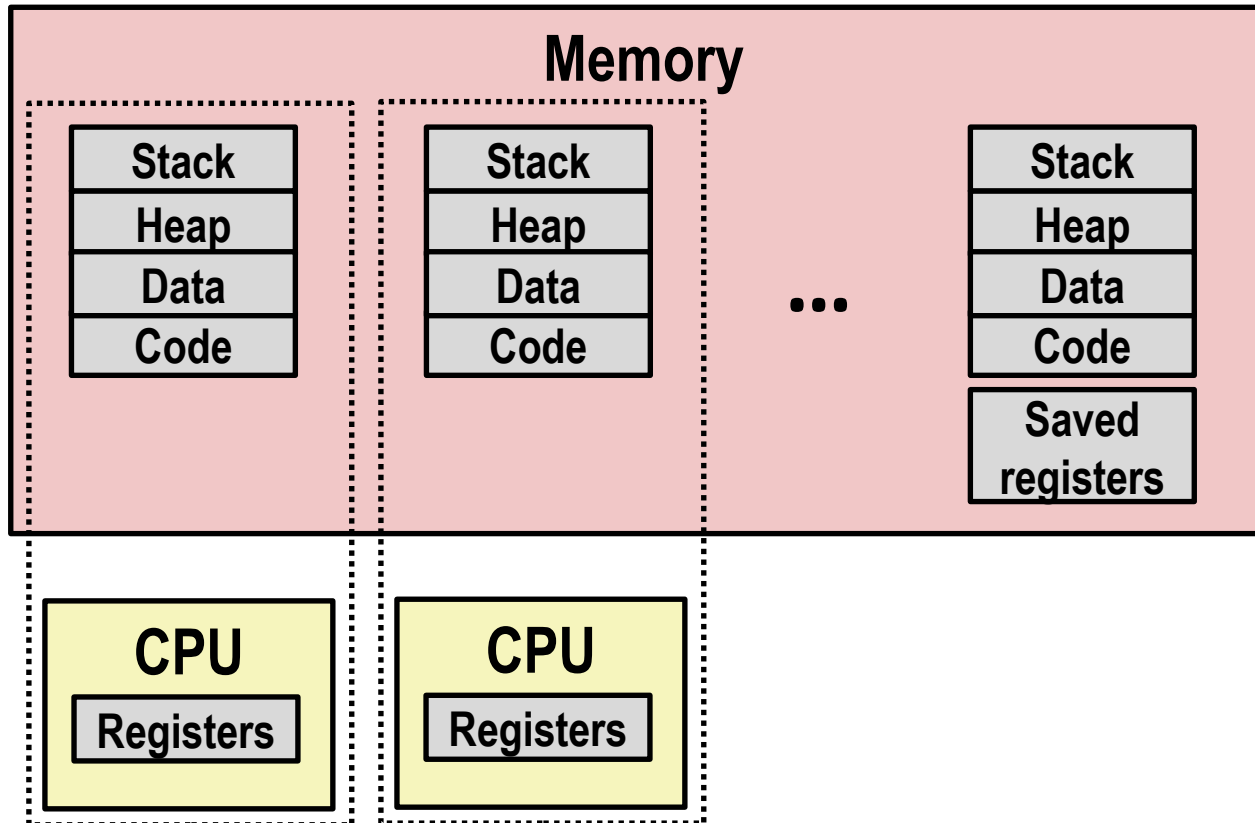 Memory
Stack
Heap
Data
Code
Stack
Heap
Data
Code
...
Stack
Heap
Data
Code
Saved
registers
CPU
Registers
CPU
Registers